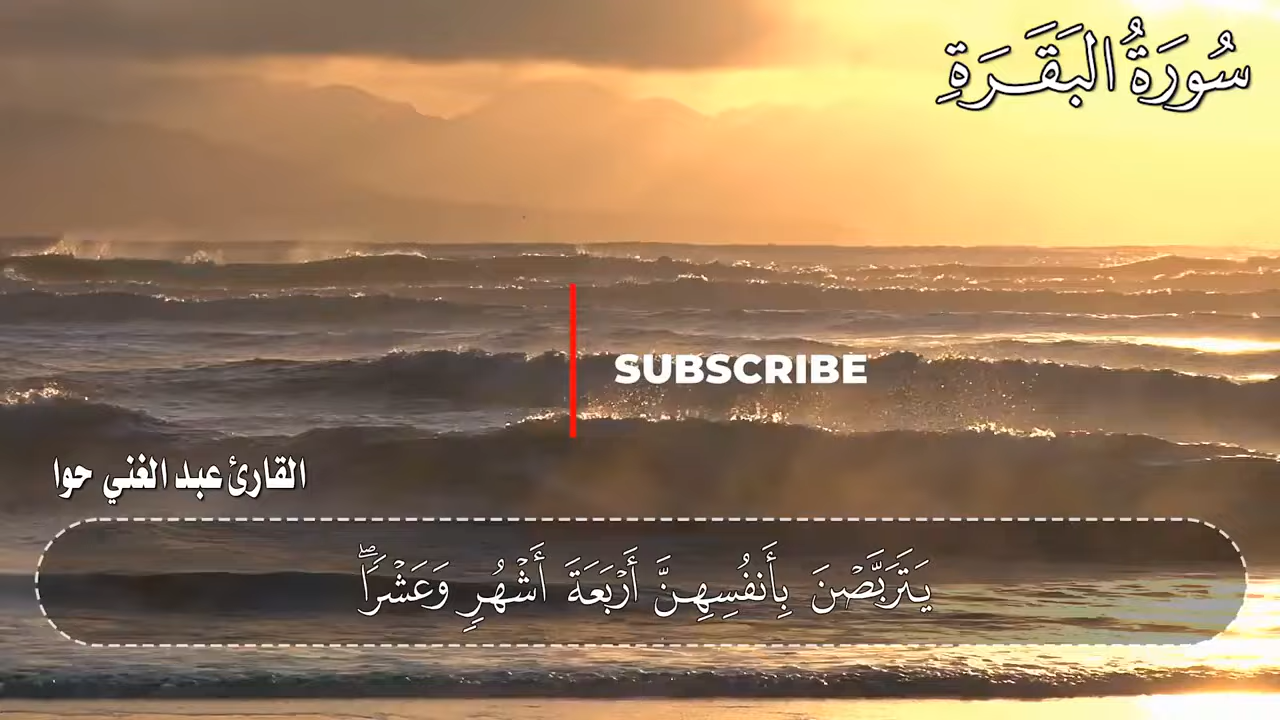 سُورَةُ البَقَرَةِ
SUBSCRIBE
القارئ عبد الغني حوا
يَتَرَبَّصۡنَ بِأَنفُسِهِنَّ أَرۡبَعَةَ أَشۡهُرٖ وَعَشۡرٗاۖ